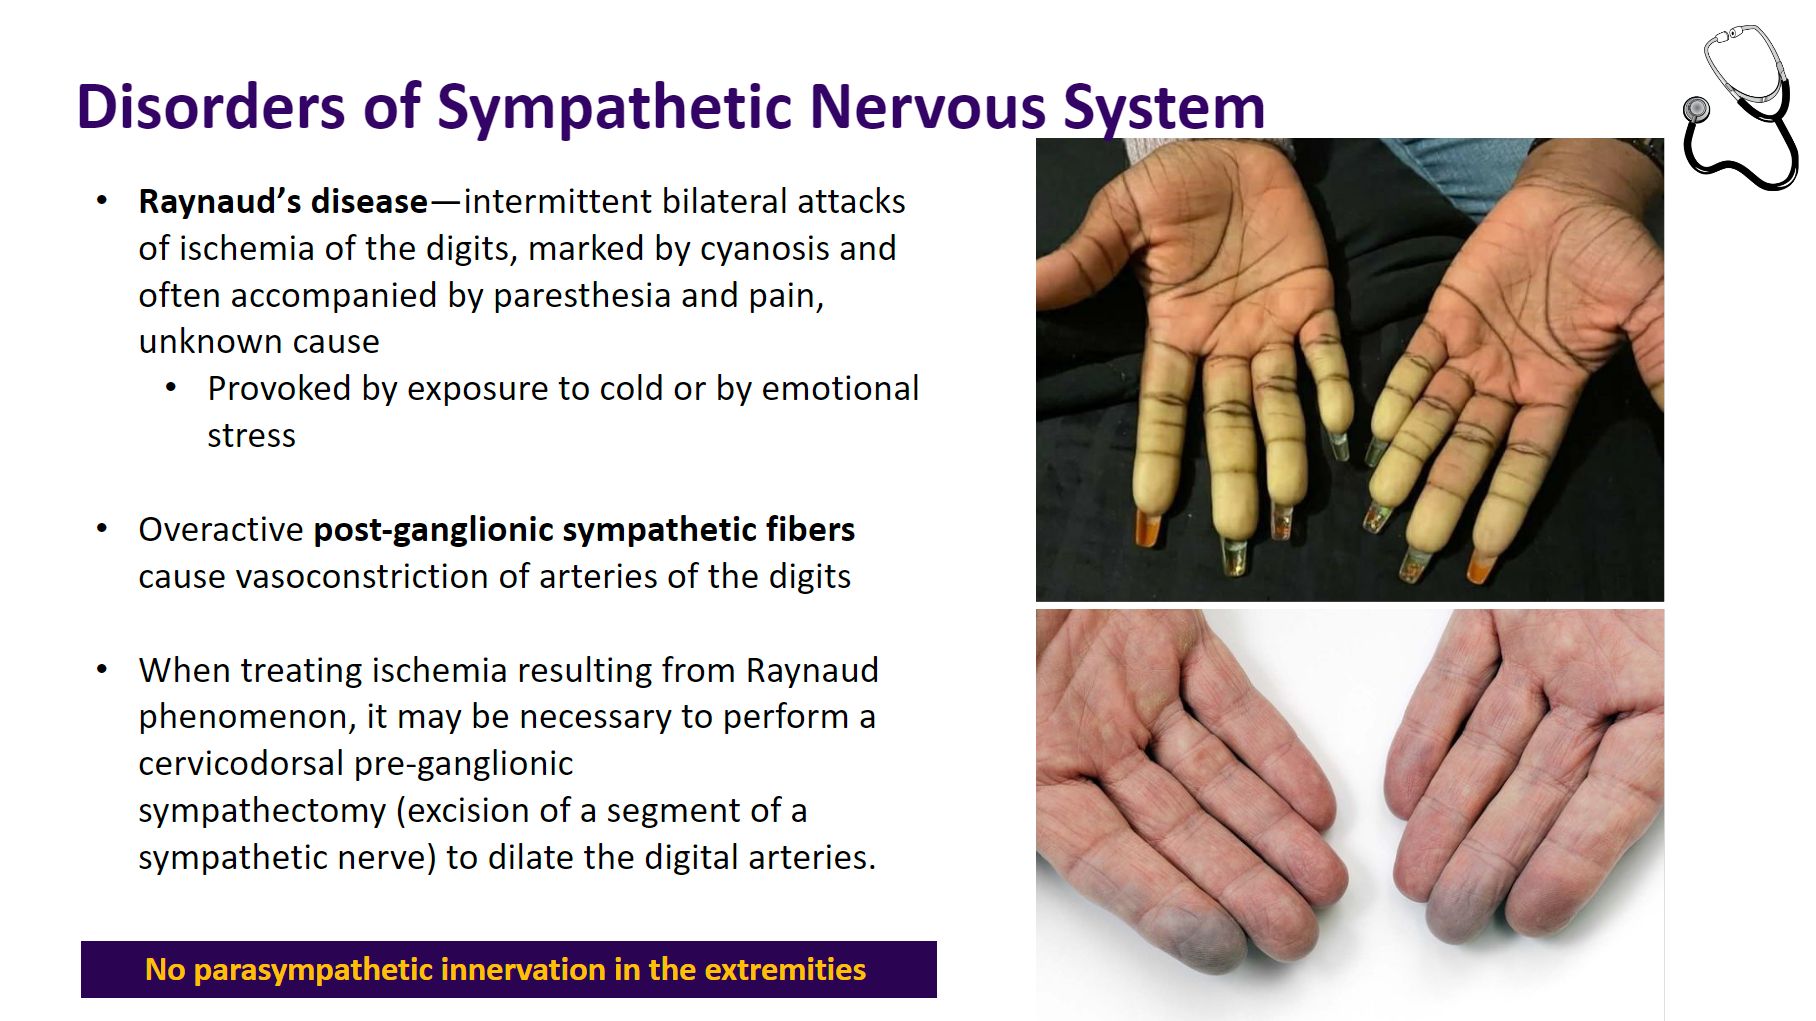 Disorders of Sympathetic Nervous System
• Raynaud’s disease—intermittent bilateral attacks
of ischemia of the digits, marked by cyanosis and
often accompanied by paresthesia and pain,
unknown cause
• Provoked by exposure to cold or by emotional
stress
• Overactive post-ganglionic sympathetic fibers
cause vasoconstriction of arteries of the digits
• When treating ischemia resulting from Raynaud
phenomenon, it may be necessary to perform a
cervicodorsal pre-ganglionic
sympathectomy (excision of a segment of a
sympathetic nerve) to dilate the digital arteries.
No parasympathetic innervation in the extremities